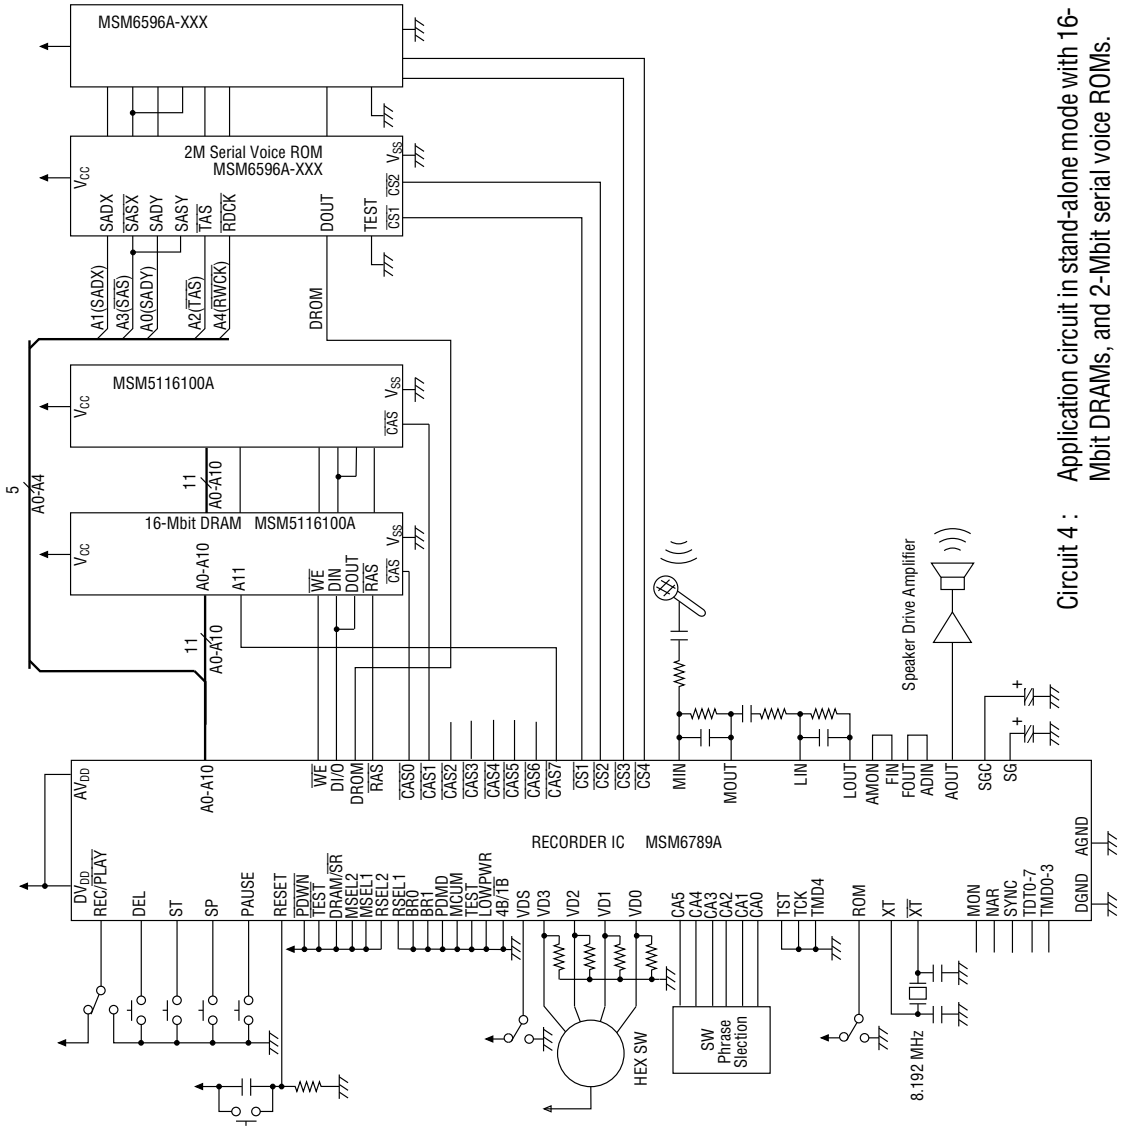 MSM6596A-XXX
2M Serial Voice ROM
MSM6596A-XXX
VCC
VSS
SADX
SASX
SADY
SASY
TAS
RDCK
DOUT
TEST
CS1
CS2
A1(SADX)
A3(SAS)
A0(SADY)
A2(TAS)
A4(RWCK)
DROM
5
A0-A4
MSM5116100A
VCC
VSS
CAS
11
A0-A10
16-Mbit DRAM MSM5116100A
VCC
VSS
A0-A10
A11
WE
DIN
DOUT
RAS
CAS
11
A0-A10
Speaker Drive Amplifier
+
+
AVDD
DVDD
A0-A10
WE
DI/O
DROM
RAS
CAS0
CAS1
CAS2
CAS3
CAS4
CAS5
CAS6
CAS7
CS1
CS2
CS3
CS4
MIN
MOUT
LIN
LOUT
AMON
FIN
FOUT
ADIN
AOUT
SGC
SG
RECORDER IC MSM6789A
REC/PLAY
DEL
ST
SP
PAUSE
RESET
PDWN
TEST
DRAM/SR
MSEL2
MSEL1
RSEL2
RSEL1
BR0
BR1
PDMD
MCUM
TEST
LOWPWR
4B/1B
VDS
VD3
VD2
VD1
VD0
CA5
CA4
CA3
CA2
CA1
CA0
TST
TCK
TMD4
ROM
XT
XT
MON
NAR
SYNC
TDT0-7
TMD0-3
DGND
AGND
HEX SW
SW
Phrase
Slection
8.192 MHz
Circuit 4 : Application circuit in stand-alone mode with 16-
Mbit DRAMs, and 2-Mbit serial voice ROMs.